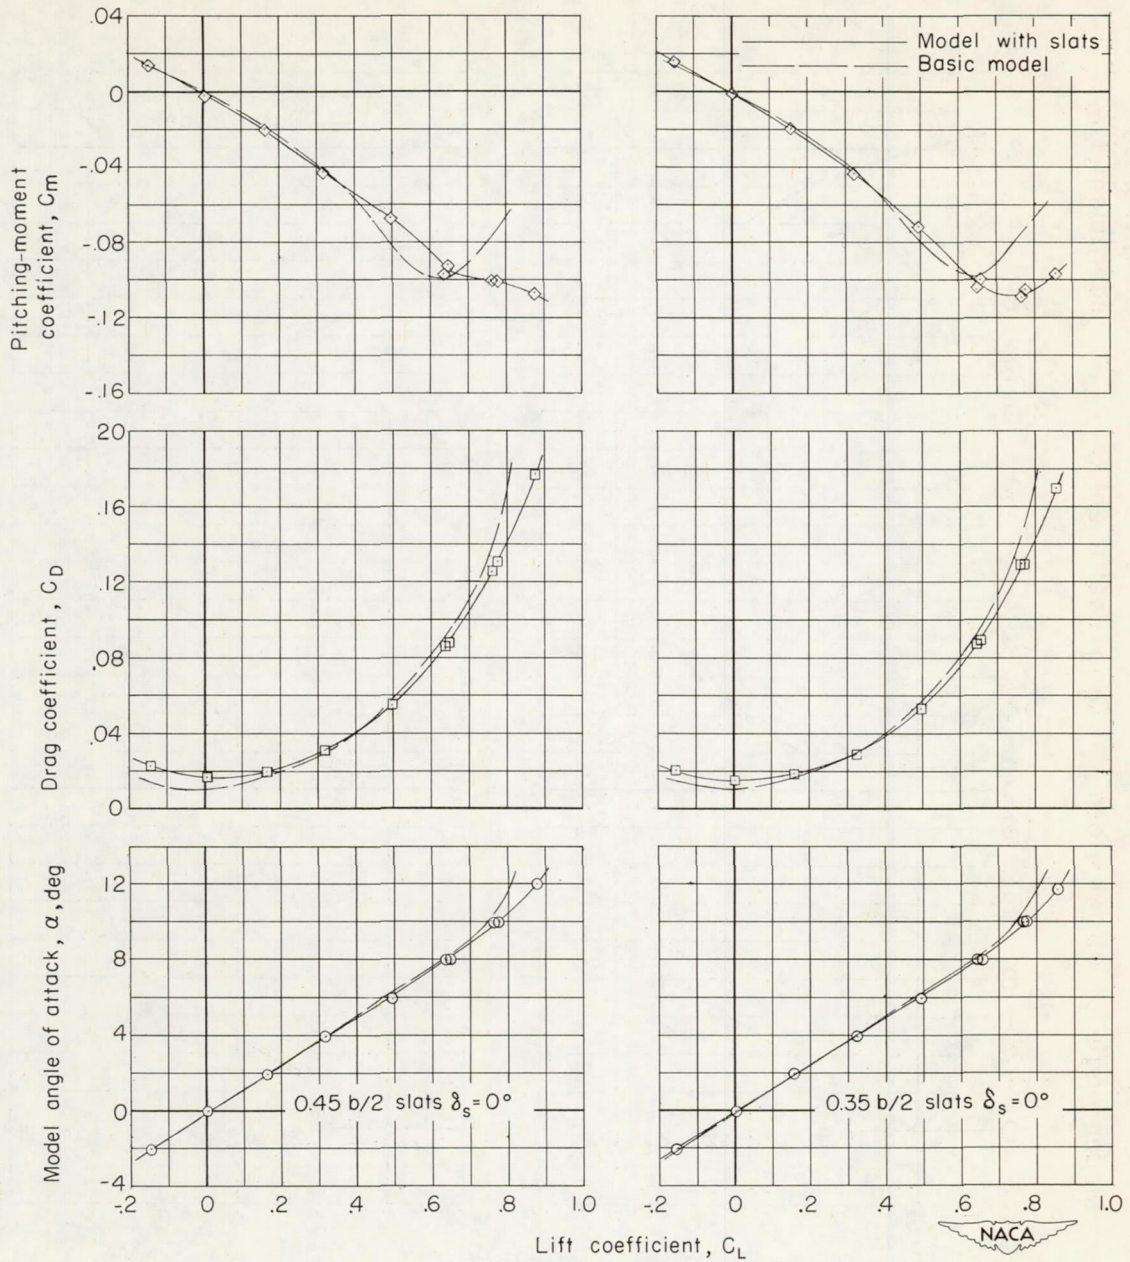 Model with slats
Basic model
.04
0
-.04
-.08
-.12
-.16
Pitching-moment
coefficient, Cm
.20
.16
.12
.08
.04
0
Drag coefficient, CD
12
8
4
0
-4
Model angle of attack, α, deg
0.45 b/2 slats δs=0°
0.35 b/2 slats δs=0°
-.2 0 .2 .4 .6 .8 1.0
-.2 0 .2 .4 .6 .8 1.0
Lift coefficient, CL
NACA